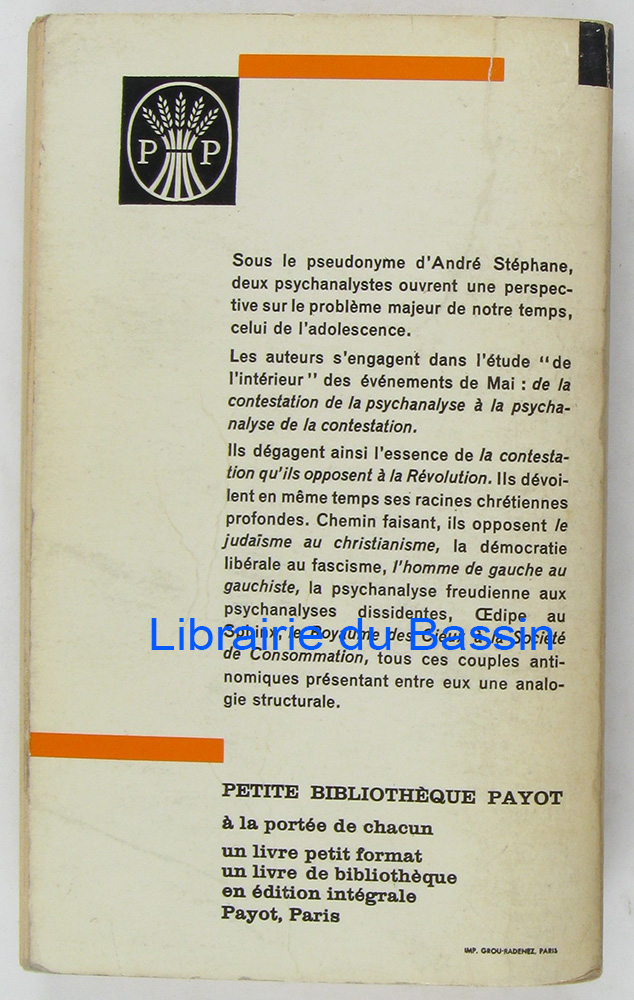 P P
Sous le pseudonyme d'André Stéphane,
deux psychanalystes ouvrent une perspec-
tive sur le problème majeur de notre temps,
celui de l'adolescence.
Les auteurs s'engagent dans l'étude "de
l'intérieur" des événements de Mai : de la
contestation de la psychanalyse à la psycha-
nalyse de la contestation.
Ils dégagent ainsi l'essence de la contesta-
tion qu'ils opposent à la Révolution. Ils dévoi-
lent en même temps ses racines chrétiennes
profondes. Chemin faisant, ils opposent le
judaïsme au christianisme, la démocratie
libérale au fascisme, l'homme de gauche au
gauchiste, la psychanalyse freudienne aux
psychanalyses dissidentes, Œdipe au
Sphinx, le Royaume des Cieux à la Société
Librairie du Bassin
de Consommation, tous ces couples anti-
nomiques présentant entre eux une analo-
gie structurale.
PETITE BIBLIOTHÈQUE PAYOT
à la portée de chacun
un livre petit format
un livre de bibliothèque
en édition intégrale
Payot, Paris
IMP. GROU-RADENEZ, PARIS